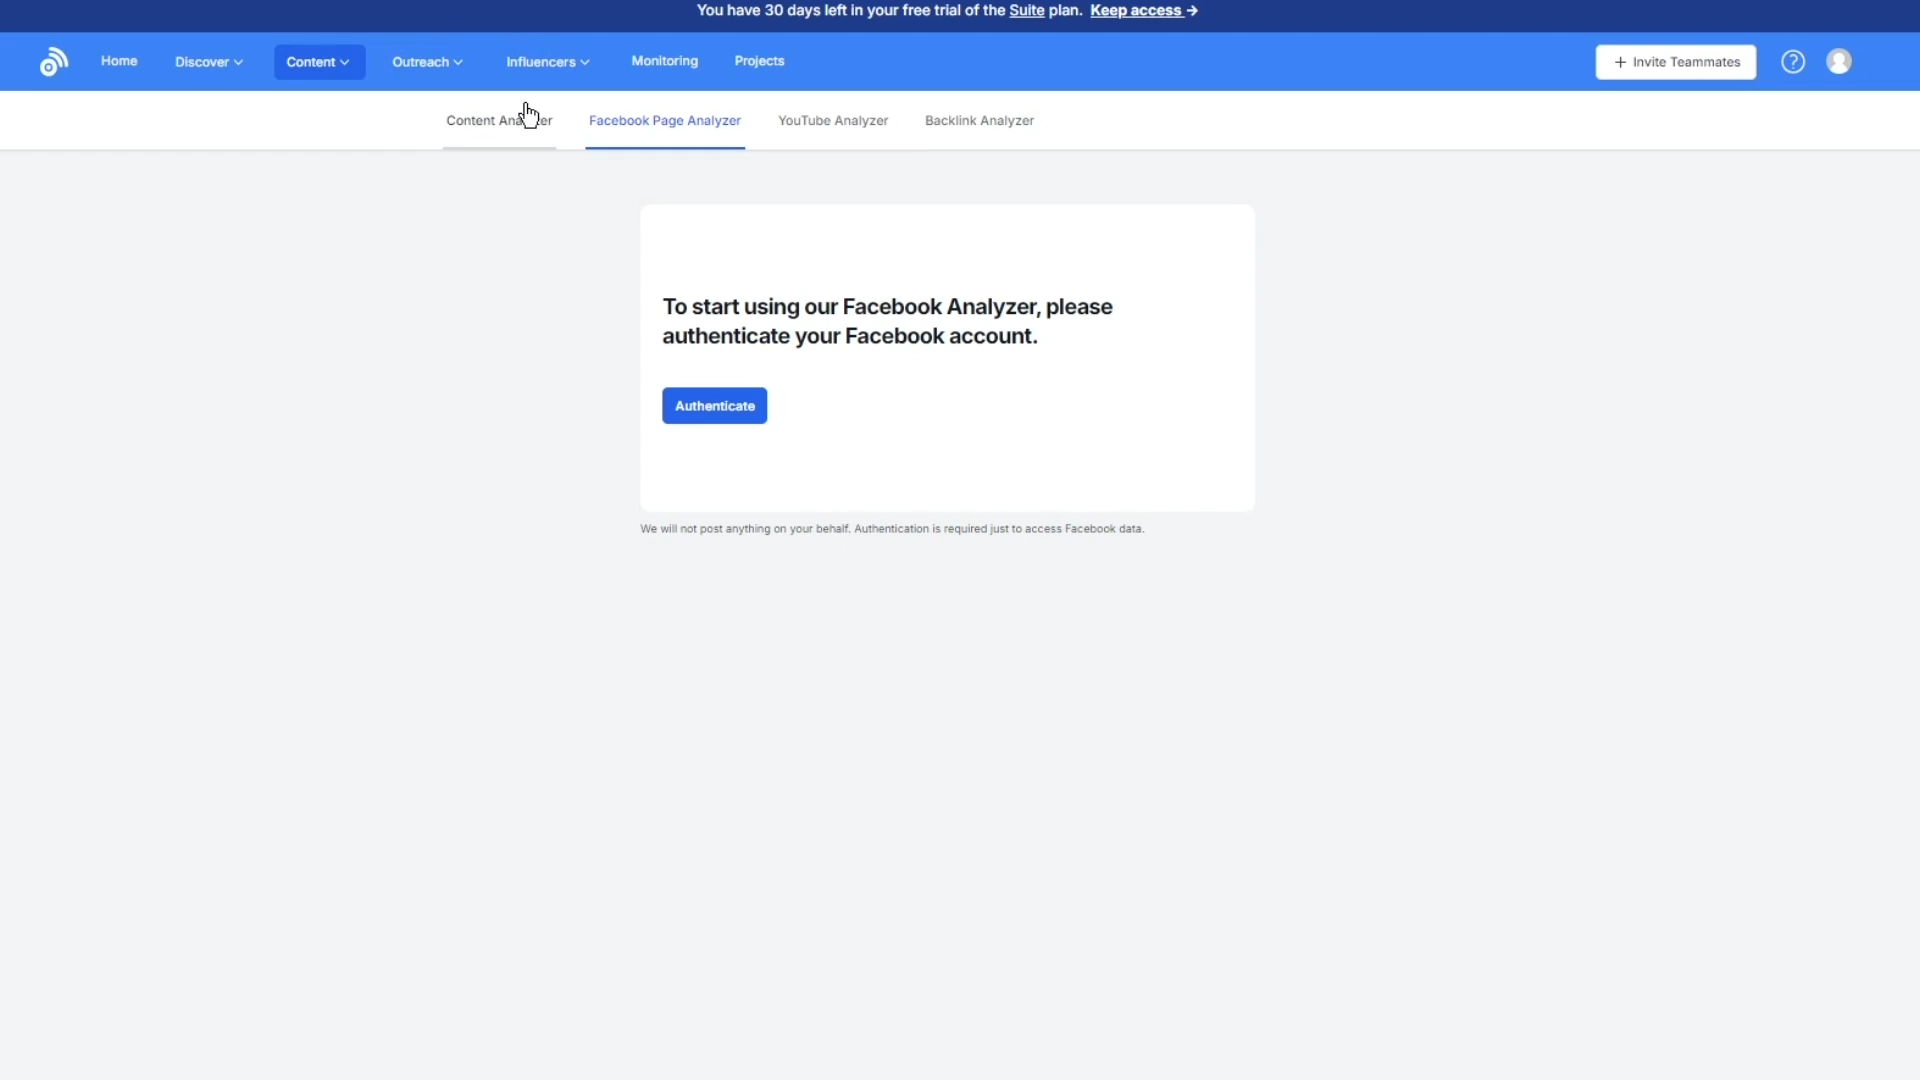 You have 30 days left in your free trial of the Suite plan. Keep access →
Home Discover Content Outreach Influencers Monitoring Projects + Invite Teammates ?
Content Analyzer Facebook Page Analyzer YouTube Analyzer Backlink Analyzer
To start using our Facebook Analyzer, please
authenticate your Facebook account.
Authenticate
We will not post anything on your behalf. Authentication is required just to access Facebook data.